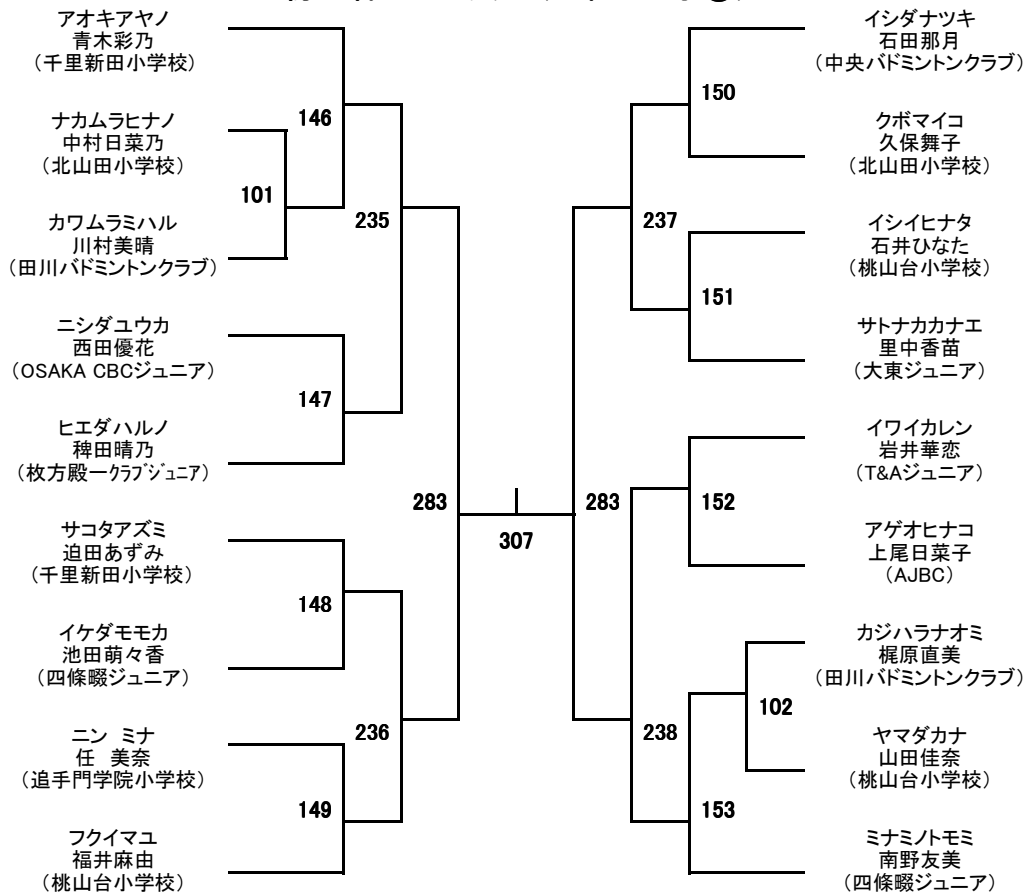 アオキアヤノ
青木彩乃
(千里新田小学校)
ナカムラヒナノ
中村日菜乃
(北山田小学校)
カワムラミハル
川村美晴
(田川バドミントンクラブ)
ニシダユウカ
西田優花
(OSAKA CBCジュニア)
ヒエダハルノ
稗田晴乃
(枚方殿一クラブジュニア)
サコタアズミ
迫田あずみ
(千里新田小学校)
イケダモモカ
池田萌々香
(四條畷ジュニア)
ニン ミナ
任 美奈
(追手門学院小学校)
フクイマユ
福井麻由
(桃山台小学校)
146
101
235
147
283
148
236
149
307
イシダナツキ
石田那月
(中央バドミントンクラブ)
クボマイコ
久保舞子
(北山田小学校)
イシイヒナタ
石井ひなた
(桃山台小学校)
サトナカカナエ
里中香苗
(大東ジュニア)
イワイカレン
岩井華恋
(T&Aジュニア)
アゲオヒナコ
上尾日菜子
(AJBC)
カジハラナオミ
梶原直美
(田川バドミントンクラブ)
ヤマダカナ
山田佳奈
(桃山台小学校)
ミナミノトモミ
南野友美
(四條畷ジュニア)
150
237
151
283
152
102
238
153